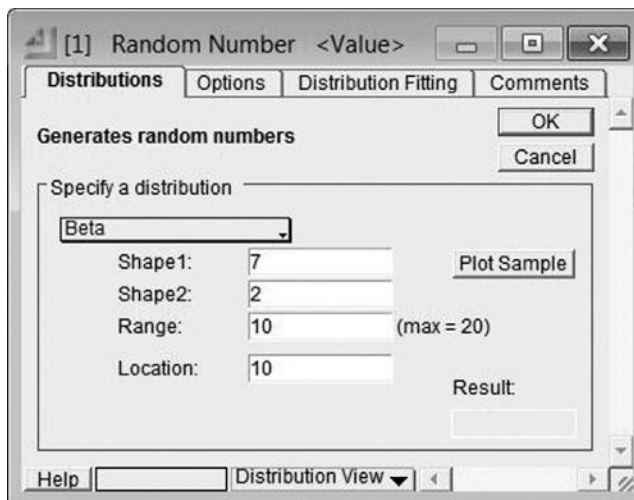 [1] Random Number <Value>
Distributions Options Distribution Fitting Comments
Generates random numbers
OK
Cancel
Specify a distribution
Beta
Shape1: 7
Plot Sample
Shape2: 2
Range: 10 (max = 20)
Location: 10
Result:
Help Distribution View